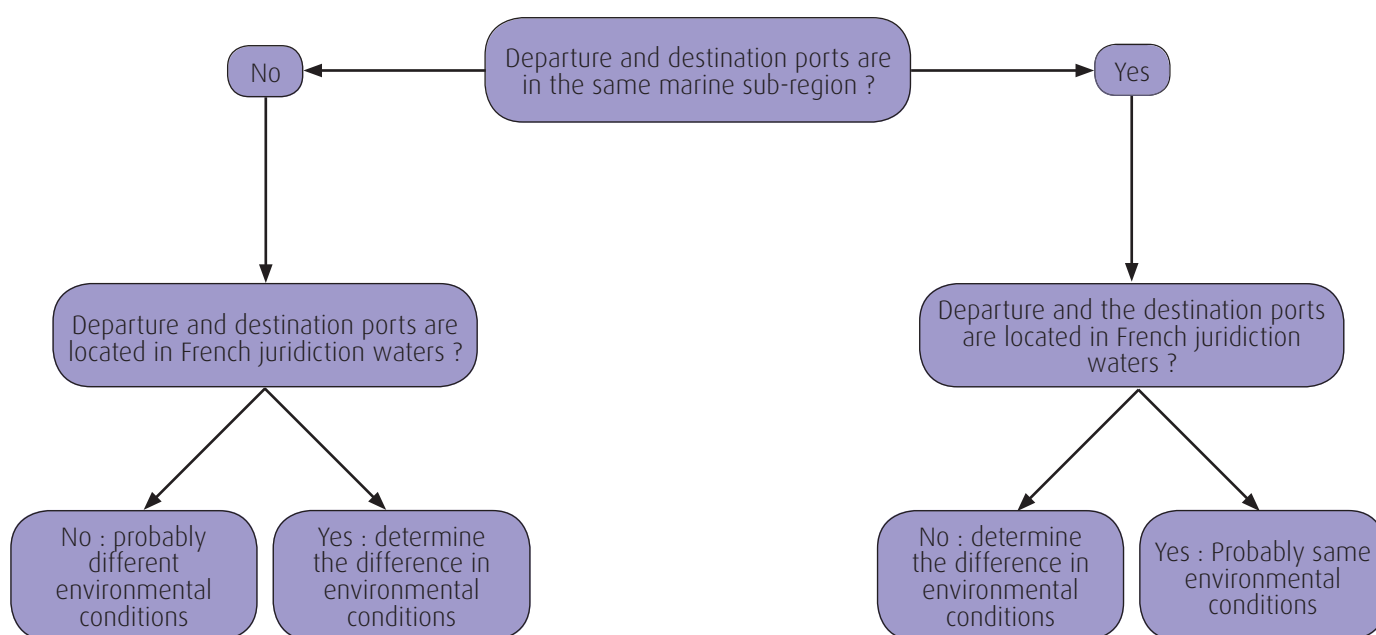 Departure and destination ports are
in the same marine sub-region ?
No
Yes
Departure and destination ports are
located in French juridiction waters ?
Departure and the destination ports
are located in French juridiction
waters ?
No : probably
different
environmental
conditions
Yes : determine
the difference in
environmental
conditions
No : determine
the difference in
environmental
conditions
Yes : Probably same
environmental
conditions